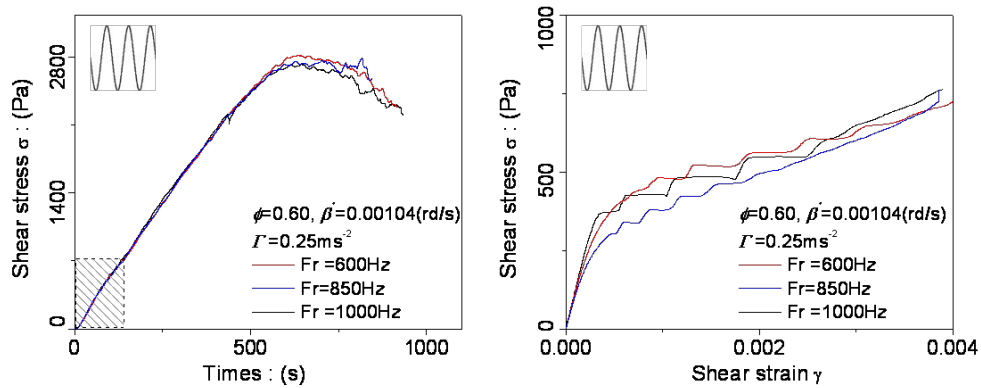 2800
1400
0
Shear stress σ : (Pa)
ϕ=0.60, β˙=0.00104(rd/s)
Γ=0.25ms⁻²
Fr =600Hz
Fr=850Hz
Fr =1000Hz
0
500
1000
Times : (s)
1000
500
0
Shear stress σ : (Pa)
ϕ=0.60, β˙=0.00104(rd/s)
Γ=0.25ms⁻²
Fr =600Hz
Fr=850Hz
Fr =1000Hz
0.000
0.002
0.004
Shear strain γ